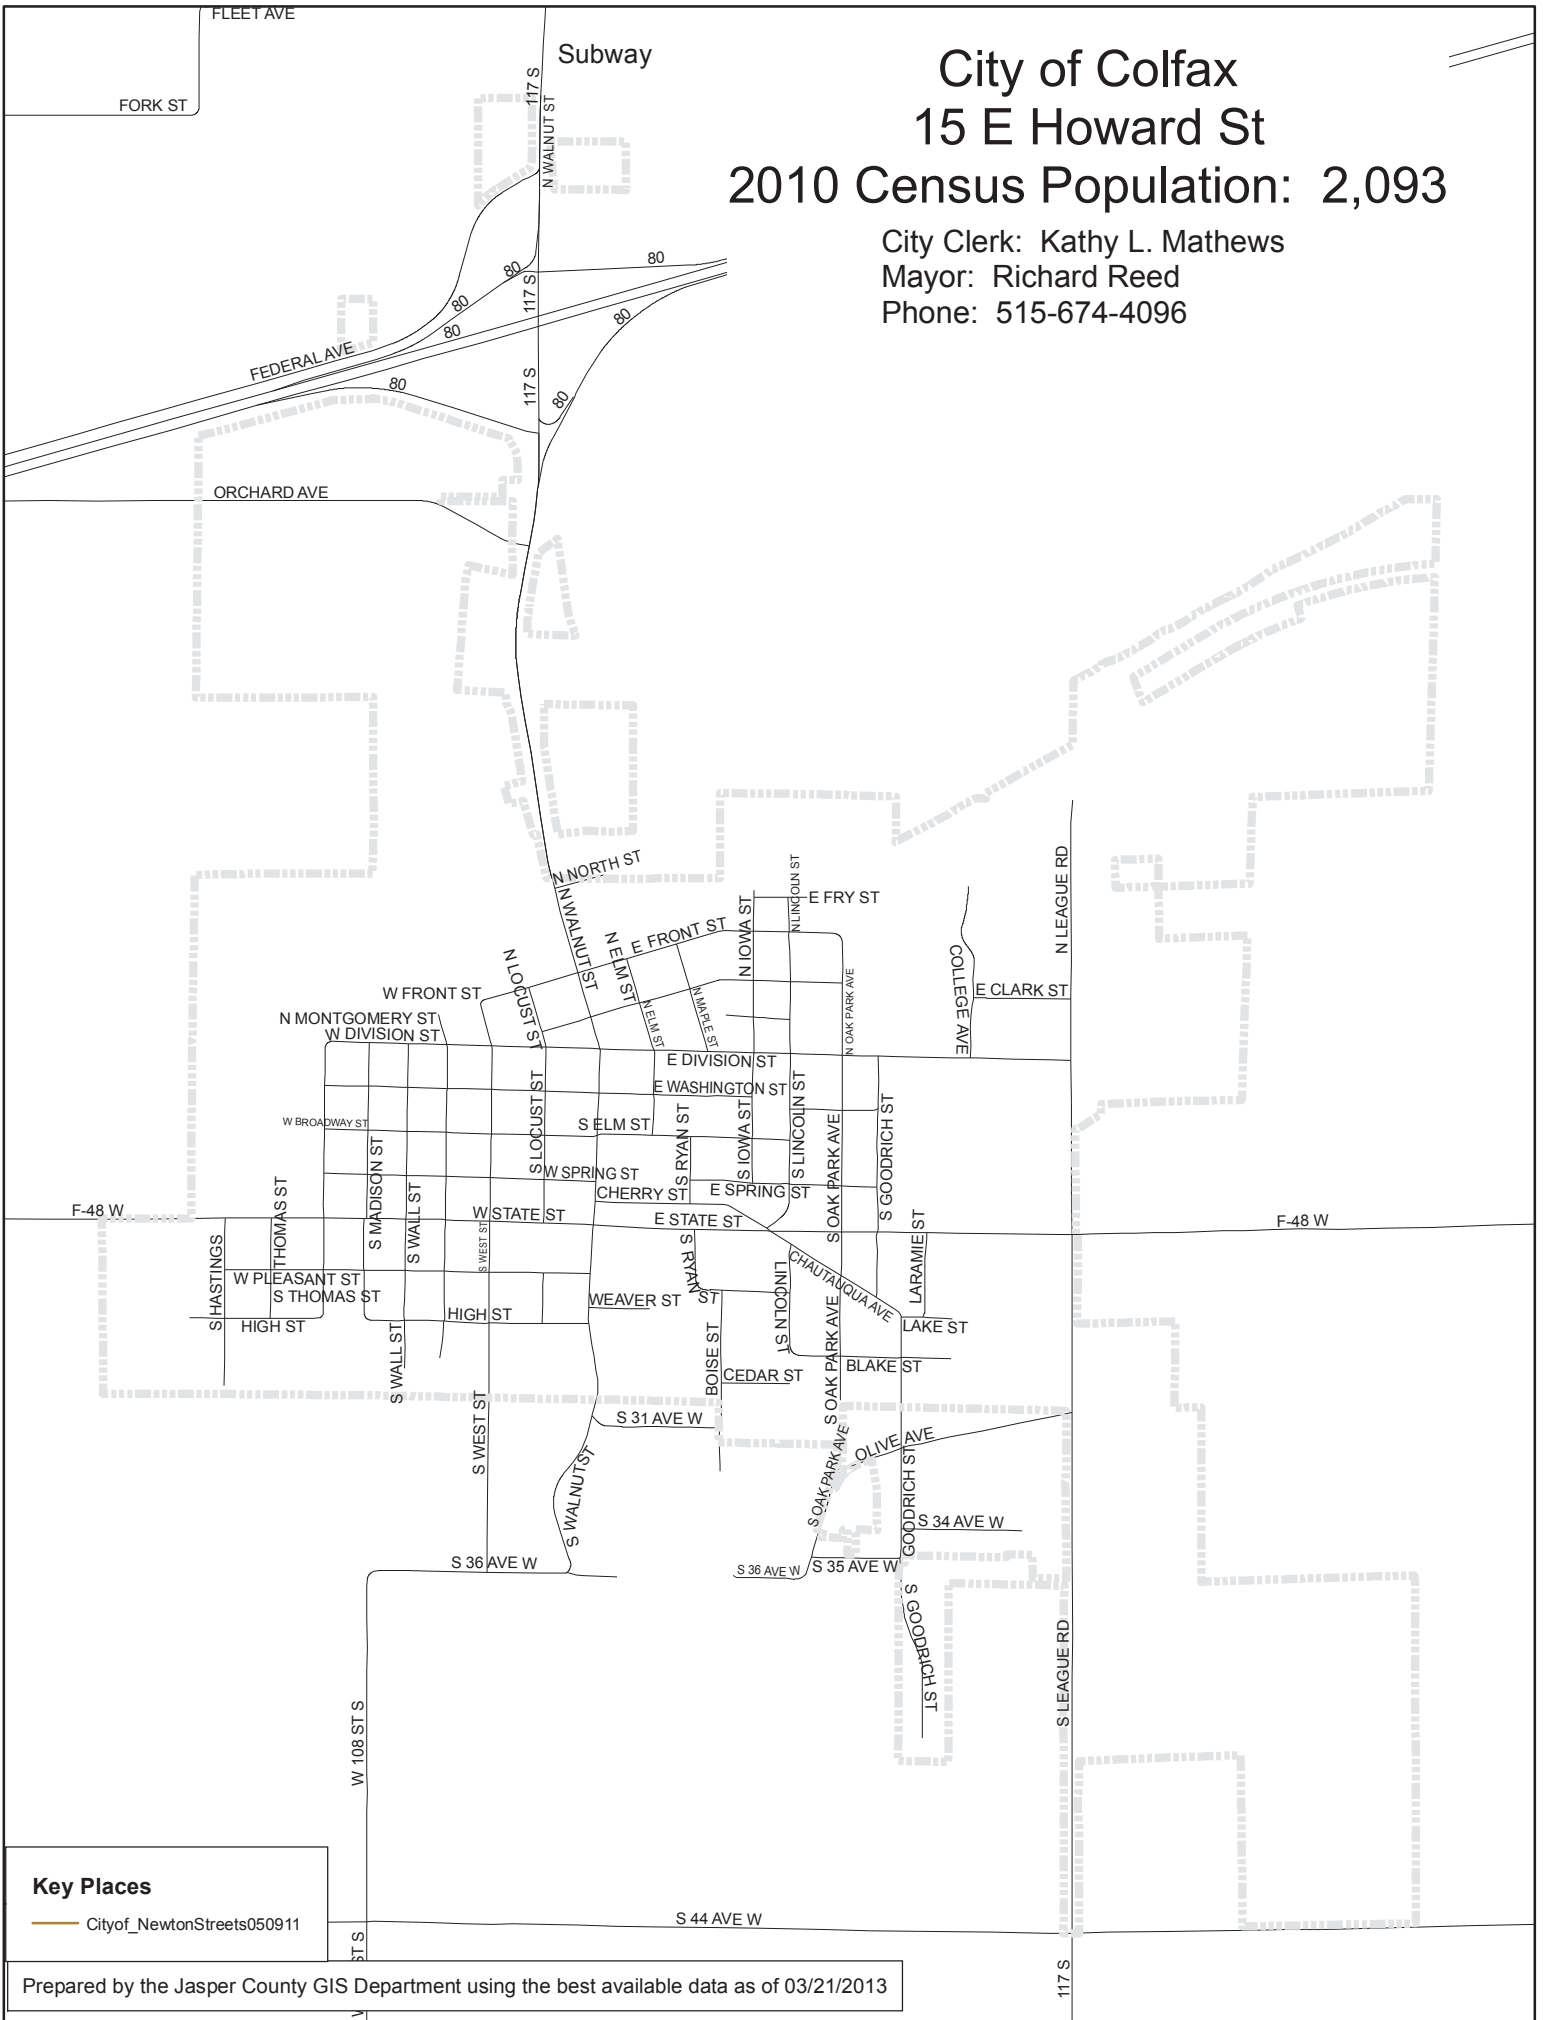 FLEET AVE
Subway
City of Colfax
15 E Howard St
2010 Census Population: 2,093
City Clerk: Kathy L. Mathews
Mayor: Richard Reed
Phone: 515-674-4096
FORK ST
117 S
N WALNUT ST
80
80
117 S
80
80
80
FEDERAL AVE
80
117 S
80
ORCHARD AVE
N NORTH ST
N LINCOLN ST
E FRY ST
N LEAGUE RD
N WALNUT ST
N IOWA ST
E FRONT ST
N ELM ST
N LOCUST ST
COLLEGE AVE
W FRONT ST
E CLARK ST
N OAK PARK AVE
N MAPLE ST
N ELM ST
N MONTGOMERY ST
W DIVISION ST
E DIVISION ST
E WASHINGTON ST
S LOCUST ST
S LINCOLN ST
W BROADWAY ST
S ELM ST
S RYAN ST
S IOWA ST
S OAK PARK AVE
S GOODRICH ST
S MADISON ST
W SPRING ST
E SPRING ST
CHERRY ST
THOMAS ST
S WALL ST
F-48 W
W STATE ST
E STATE ST
F-48 W
S WEST ST
S RYAN ST
LARAMIE ST
S HASTINGS
W PLEASANT ST
S THOMAS ST
LINCOLN ST
CHAUTAUQUA AVE
WEAVER ST
HIGH ST
HIGH ST
LAKE ST
S WALL ST
BOISE ST
S OAK PARK AVE
BLAKE ST
CEDAR ST
S WEST ST
S 31 AVE W
OLIVE AVE
S WALNUT ST
S OAK PARK AVE
GOODRICH ST
S 34 AVE W
S 36 AVE W
S 36 AVE W
S 35 AVE W
S GOODRICH ST
S LEAGUE RD
W 108 ST S
Key Places
Cityof_NewtonStreets050911
S 44 AVE W
ST S
117 S
Prepared by the Jasper County GIS Department using the best available data as of 03/21/2013